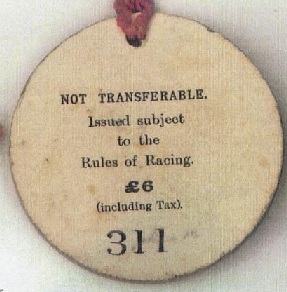 NOT TRANSFERABLE.
Issued subject
to the
Rules of Racing.
£6
(including Tax).
311